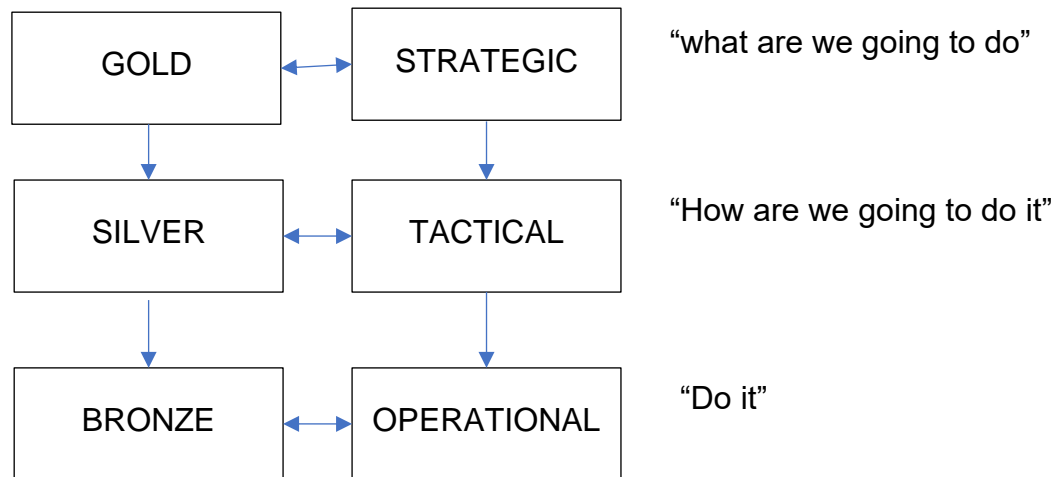 GOLD
STRATEGIC
“what are we going to do”
SILVER
TACTICAL
“How are we going to do it”
BRONZE
OPERATIONAL
“Do it”